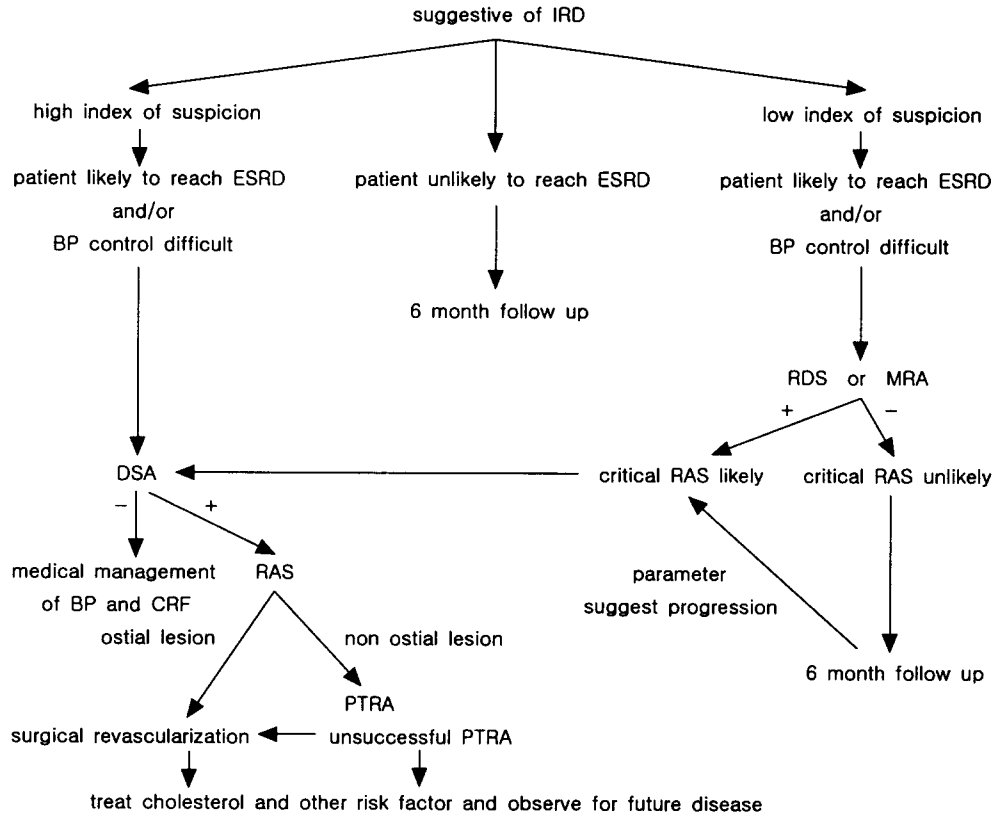 suggestive of IRD
high index of suspicion
low index of suspicion
patient likely to reach ESRD
and/or
BP control difficult
patient unlikely to reach ESRD
patient likely to reach ESRD
and/or
BP control difficult
6 month follow up
RDS or MRA
+
−
DSA
critical RAS likely
critical RAS unlikely
−
+
medical management
of BP and CRF
RAS
parameter
suggest progression
ostial lesion
non ostial lesion
6 month follow up
PTRA
surgical revascularization
unsuccessful PTRA
treat cholesterol and other risk factor and observe for future disease